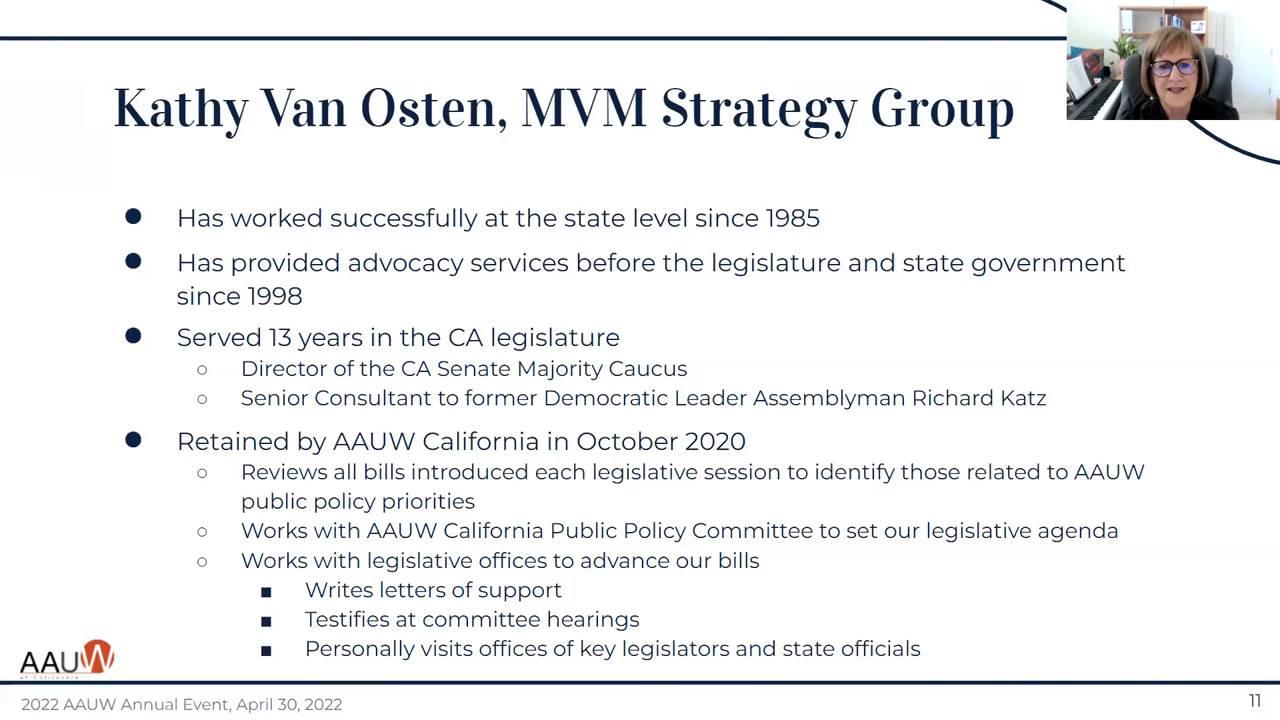 Kathy Van Osten, MVM Strategy Group
● Has worked successfully at the state level since 1985
● Has provided advocacy services before the legislature and state government
since 1998
● Served 13 years in the CA legislature
○ Director of the CA Senate Majority Caucus
○ Senior Consultant to former Democratic Leader Assemblyman Richard Katz
● Retained by AAUW California in October 2020
○ Reviews all bills introduced each legislative session to identify those related to AAUW
public policy priorities
○ Works with AAUW California Public Policy Committee to set our legislative agenda
○ Works with legislative offices to advance our bills
■ Writes letters of support
■ Testifies at committee hearings
■ Personally visits offices of key legislators and state officials
AAUW
of California
2022 AAUW Annual Event, April 30, 2022
11